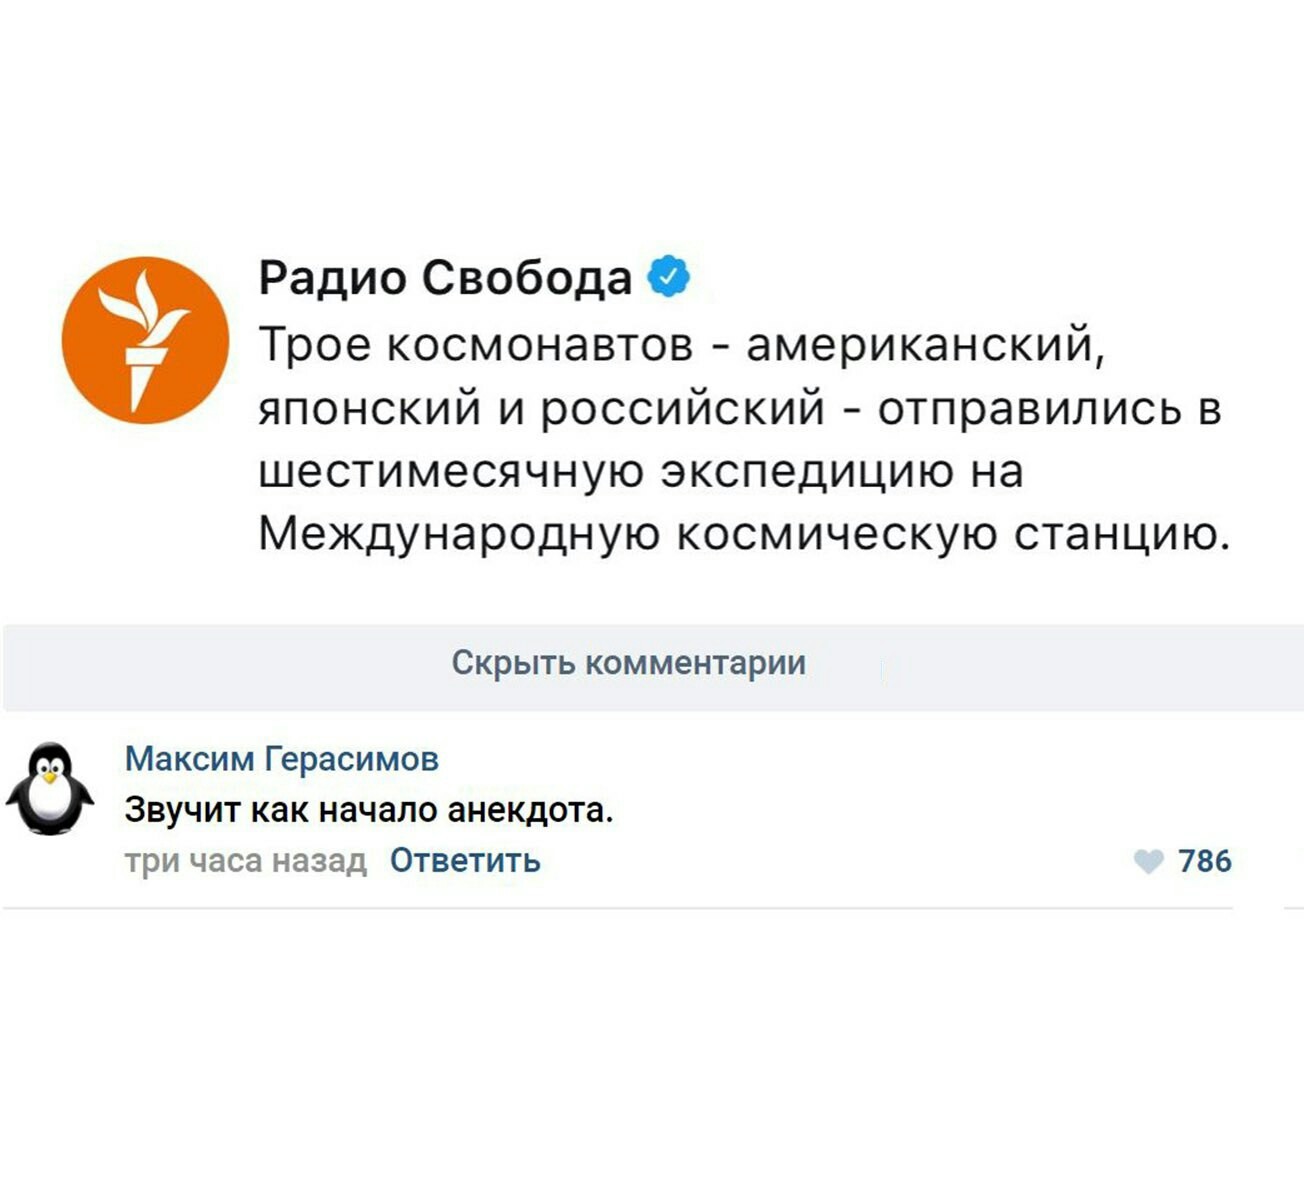 Радио Свобода
Трое космонавтов - американский,
японский и российский - отправились в
шестимесячную экспедицию на
Международную космическую станцию.
Скрыть комментарии
Максим Герасимов
Звучит как начало анекдота.
три часа назад Ответить 786